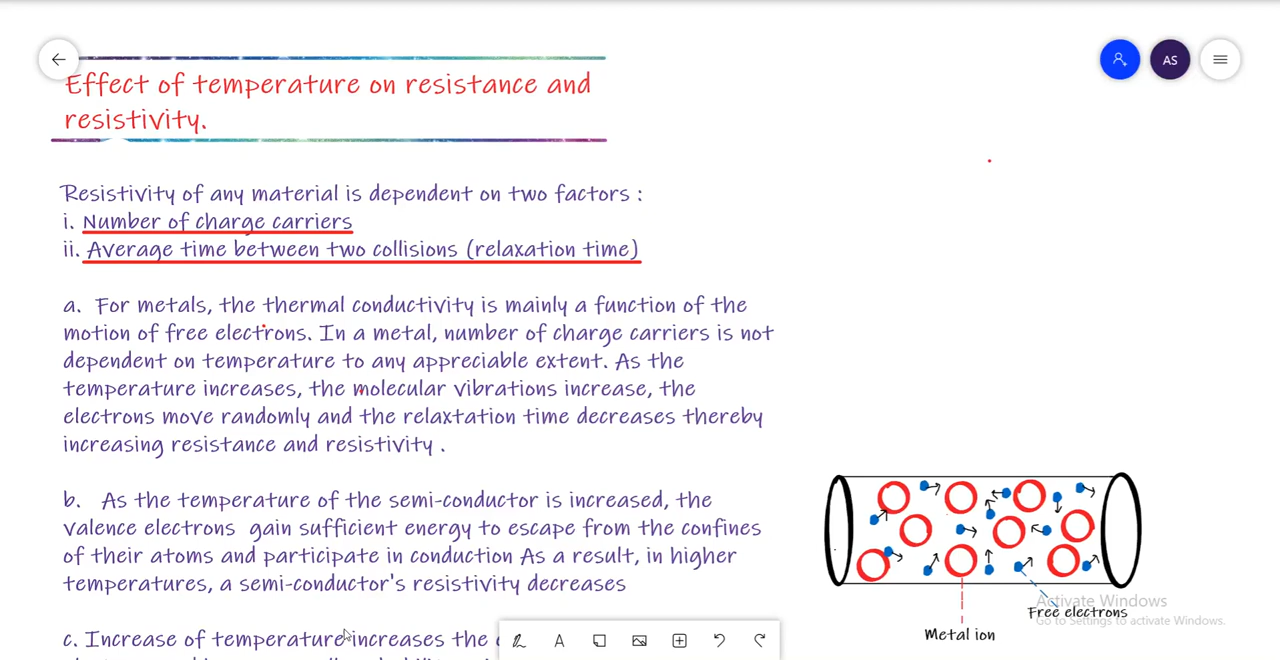 AS
Effect of temperature on resistance and
resistivity.
Resistivity of any material is dependent on two factors :
i. Number of charge carriers
ii. Average time between two collisions (relaxation time)
a. For metals, the thermal conductivity is mainly a function of the
motion of free electrons. In a metal, number of charge carriers is not
dependent on temperature to any appreciable extent. As the
temperature increases, the molecular vibrations increase, the
electrons move randomly and the relaxtation time decreases thereby
increasing resistance and resistivity .
b. As the temperature of the semi-conductor is increased, the
valence electrons gain sufficient energy to escape from the confines
of their atoms and participate in conduction As a result, in higher
temperatures, a semi-conductor's resistivity decreases
c. Increase of temperature increases the
Free electrons
Metal ion
Activate Windows
Go to Settings to activate Windows.
A